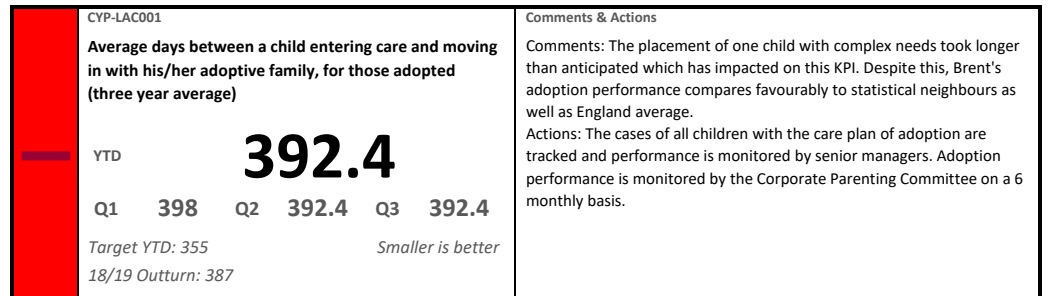 CYP-LAC001
Average days between a child entering care and moving
in with his/her adoptive family, for those adopted
(three year average)
YTD 392.4
Q1 398 Q2 392.4 Q3 392.4
Target YTD: 355 Smaller is better
18/19 Outturn: 387
Comments & Actions
Comments: The placement of one child with complex needs took longer
than anticipated which has impacted on this KPI. Despite this, Brent's
adoption performance compares favourably to statistical neighbours as
well as England average.
Actions: The cases of all children with the care plan of adoption are
tracked and performance is monitored by senior managers. Adoption
performance is monitored by the Corporate Parenting Committee on a 6
monthly basis.